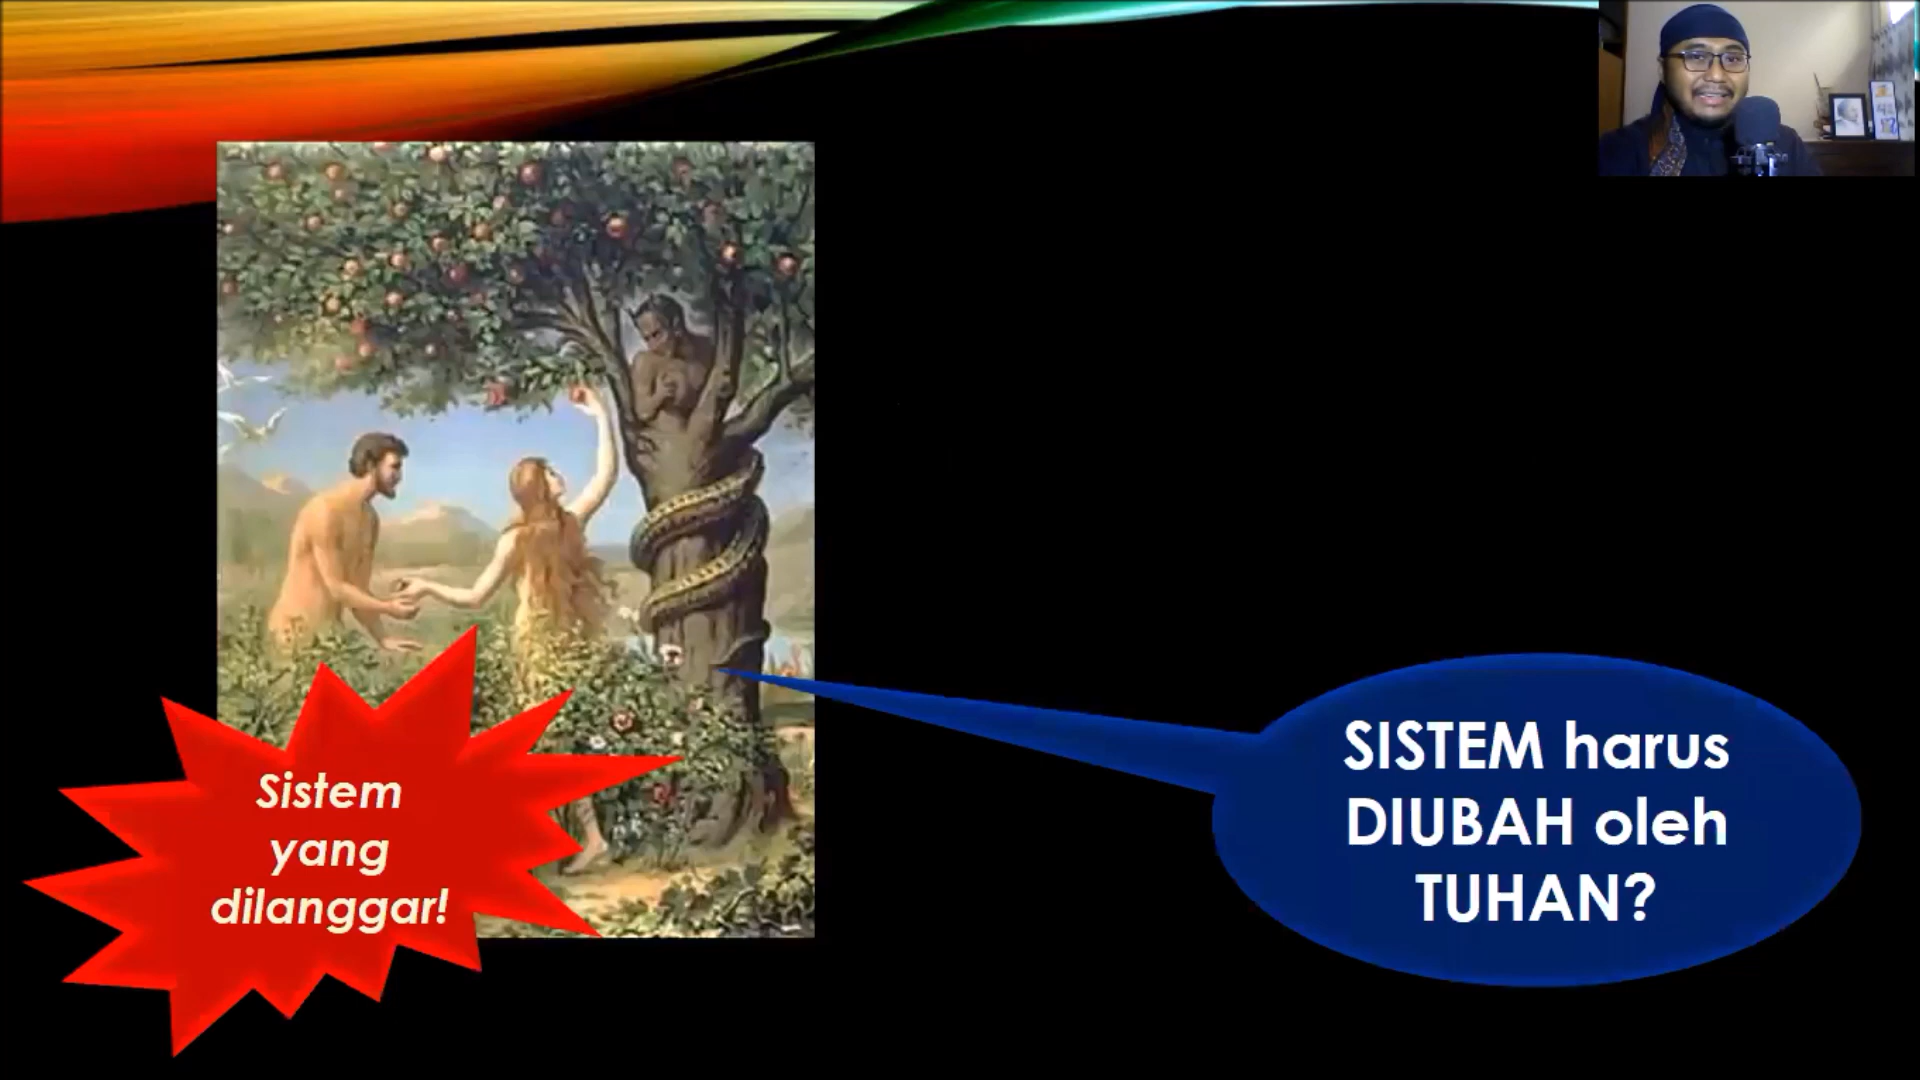 Sistem
yang
dilanggar!
SISTEM harus
DIUBAH oleh
TUHAN?